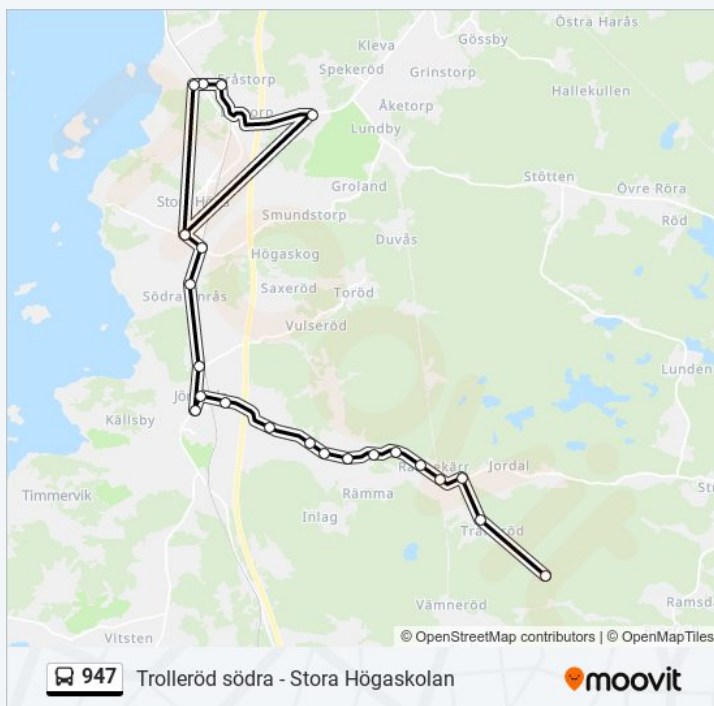 Östra Harås
Kleva
Gössby
Spekeröd
Grinstorp
Hallekullen
Åketorp
Lundby
Stötten
Groland
Övre Röra
Smundstorp
Röd
Duvås
Högaskog
Saxeröd
Toröd
Vulseröd
Lunden
Källsby
Jordal
Timmervik
Rämma
Inlag
Vämneröd
Vitsten
© OpenStreetMap contributors | © OpenMapTiles
947 Trolleröd södra - Stora Högaskolan moovit